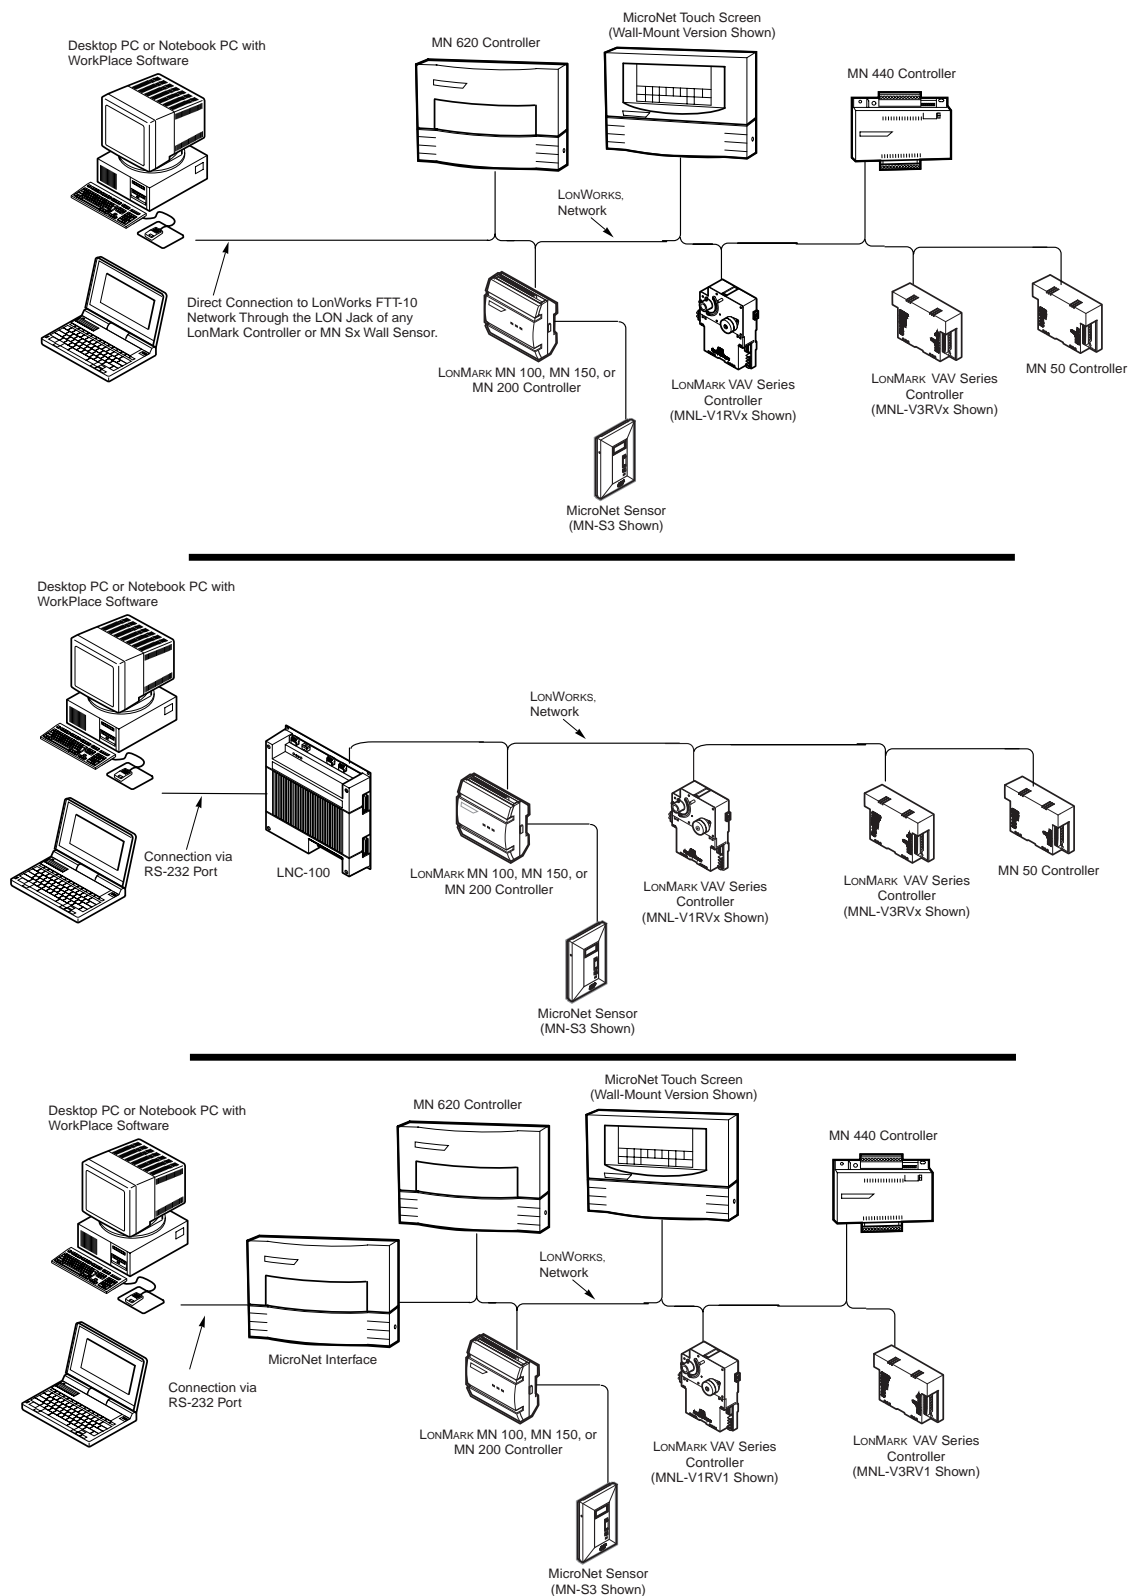 MicroNet Touch Screen
(Wall-Mount Version Shown)
Desktop PC or Notebook PC with
WorkPlace Software
MN 620 Controller
MN 440 Controller
LONWORKS,
Network
Direct Connection to LonWorks FTT-10
Network Through the LON Jack of any
LonMark Controller or MN Sx Wall Sensor.
LONMARK MN 100, MN 150, or
MN 200 Controller
LONMARK VAV Series
Controller
(MNL-V1RVx Shown)
LONMARK VAV Series
Controller
(MNL-V3RVx Shown)
MN 50 Controller
MicroNet Sensor
(MN-S3 Shown)
Desktop PC or Notebook PC with
WorkPlace Software
LONWORKS,
Network
Connection via
RS-232 Port
LNC-100
LONMARK MN 100, MN 150, or
MN 200 Controller
LONMARK VAV Series
Controller
(MNL-V1RVx Shown)
LONMARK VAV Series
Controller
(MNL-V3RVx Shown)
MN 50 Controller
MicroNet Sensor
(MN-S3 Shown)
MicroNet Touch Screen
(Wall-Mount Version Shown)
Desktop PC or Notebook PC with
WorkPlace Software
MN 620 Controller
MN 440 Controller
LONWORKS,
Network
MicroNet Interface
Connection via
RS-232 Port
LONMARK MN 100, MN 150, or
MN 200 Controller
LONMARK VAV Series
Controller
(MNL-V1RV1 Shown)
LONMARK VAV Series
Controller
(MNL-V3RV1 Shown)
MicroNet Sensor
(MN-S3 Shown)